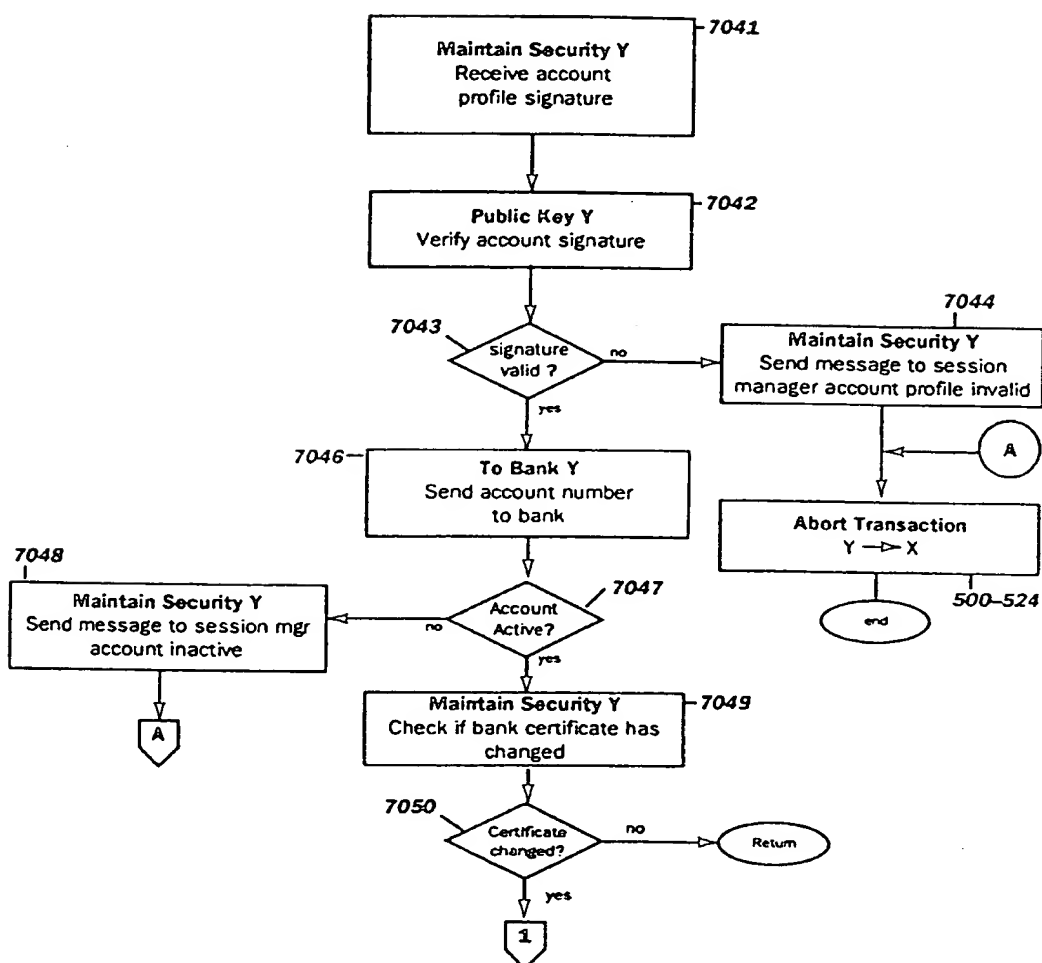 7041
Maintain Security Y
Receive account
profile signature
7042
Public Key Y
Verify account signature
7043
signature
valid ?
no
yes
7044
Maintain Security Y
Send message to session
manager account profile invalid
A
Abort Transaction
Y → X
500–524
end
7046
To Bank Y
Send account number
to bank
7047
Account
Active?
no
yes
7048
Maintain Security Y
Send message to session mgr
account inactive
A
7049
Maintain Security Y
Check if bank certificate has
changed
7050
Certificate
changed?
no
Return
yes
1